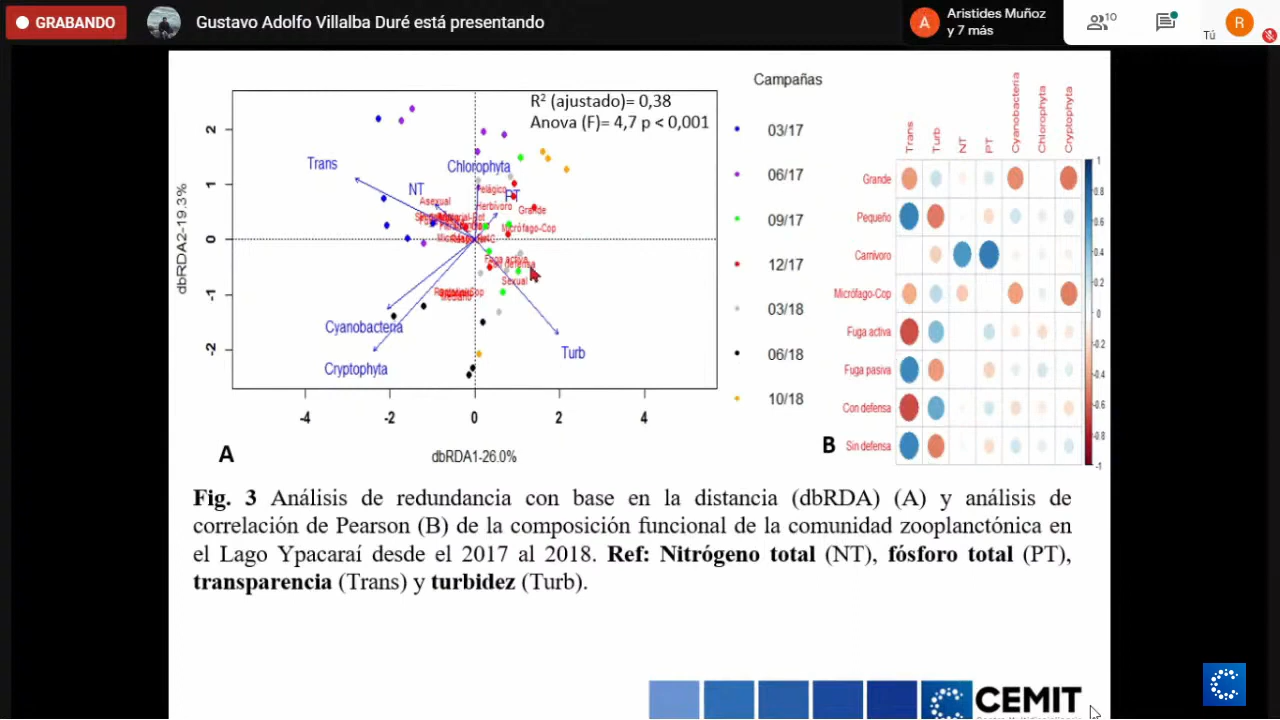 GRABANDO
Gustavo Adolfo Villalba Duré está presentando
A
Aristides Muñoz
y 7 más
10
Tú
R
R² (ajustado)= 0,38
Anova (F)= 4,7 p < 0,001
Trans
NT
Chlorophyta
PT
Asexual
Pelágico
Herbívoro
Grande
Micrófago-Cop
Fuga activa
Sexual
Cyanobacteria
Cryptophyta
Turb
dbRDA2-19.3%
2
1
0
-1
-2
-4
-2
0
2
4
dbRDA1-26.0%
A
Campañas
03/17
06/17
09/17
12/17
03/18
06/18
10/18
Trans
Turb
NT
PT
Cyanobacteria
Chlorophyta
Cryptophyta
Grande
Pequeño
Carnívoro
Micrófago-Cop
Fuga activa
Fuga pasiva
Con defensa
Sin defensa
1
0.8
0.6
0.4
0.2
0
-0.2
-0.4
-0.6
-0.8
-1
B
Fig. 3 Análisis de redundancia con base en la distancia (dbRDA) (A) y análisis de
correlación de Pearson (B) de la composición funcional de la comunidad zooplanctónica en
el Lago Ypacaraí desde el 2017 al 2018. Ref: Nitrógeno total (NT), fósforo total (PT),
transparencia (Trans) y turbidez (Turb).
CEMIT